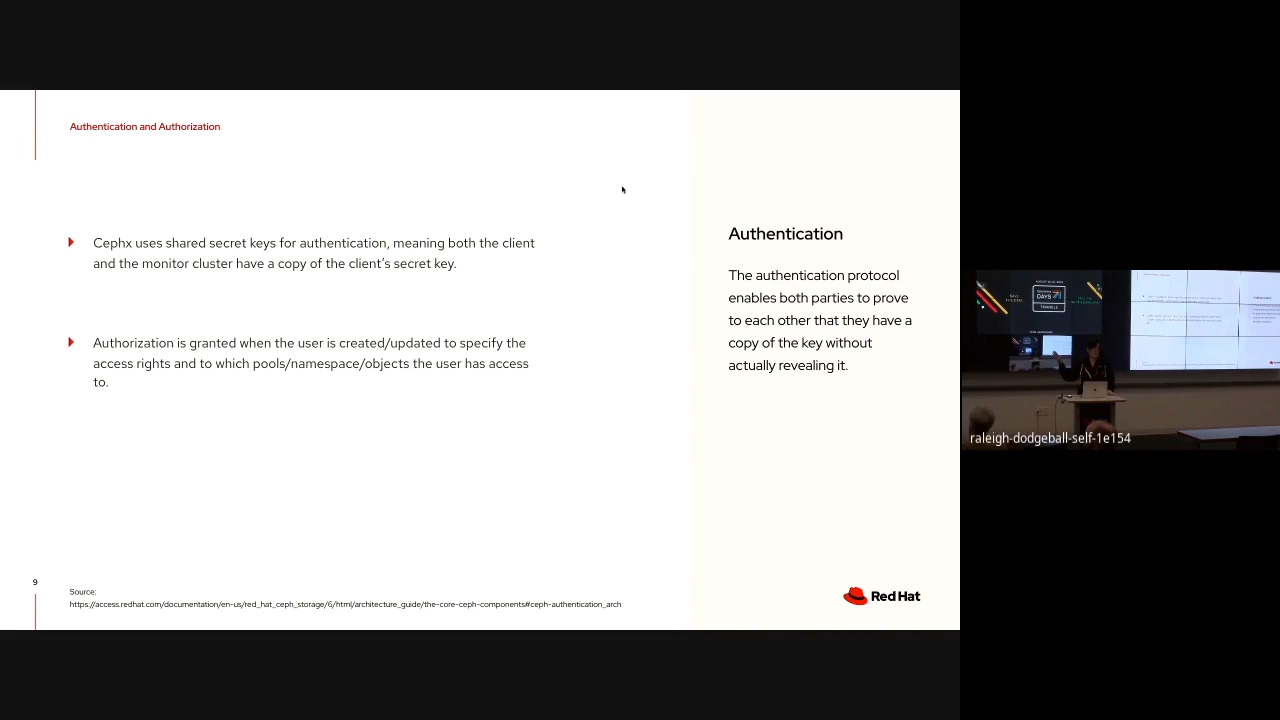 Authentication and Authorization
Cephx uses shared secret keys for authentication, meaning both the client
and the monitor cluster have a copy of the client’s secret key.
Authorization is granted when the user is created/updated to specify the
access rights and to which pools/namespace/objects the user has access
to.
Authentication
The authentication protocol
enables both parties to prove
to each other that they have a
copy of the key without
actually revealing it.
9
Source:
https://access.redhat.com/documentation/en-us/red_hat_ceph_storage/6/html/architecture_guide/the-core-ceph-components#ceph-authentication_arch
Red Hat
DAYS
raleigh-dodgeball-self-1e154